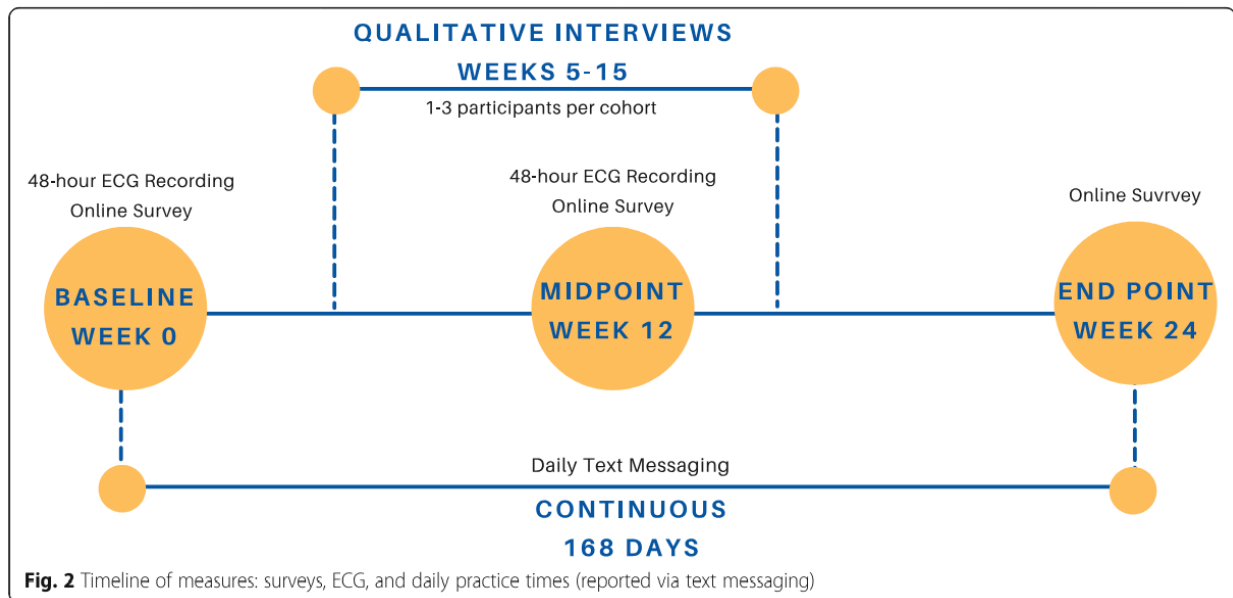 QUALITATIVE INTERVIEWS
WEEKS 5-15
1-3 participants per cohort
48-hour ECG Recording
Online Survey
48-hour ECG Recording
Online Survey
Online Suvrvey
BASELINE
WEEK 0
MIDPOINT
WEEK 12
END POINT
WEEK 24
Daily Text Messaging
CONTINUOUS
168 DAYS
Fig. 2 Timeline of measures: surveys, ECG, and daily practice times (reported via text messaging)